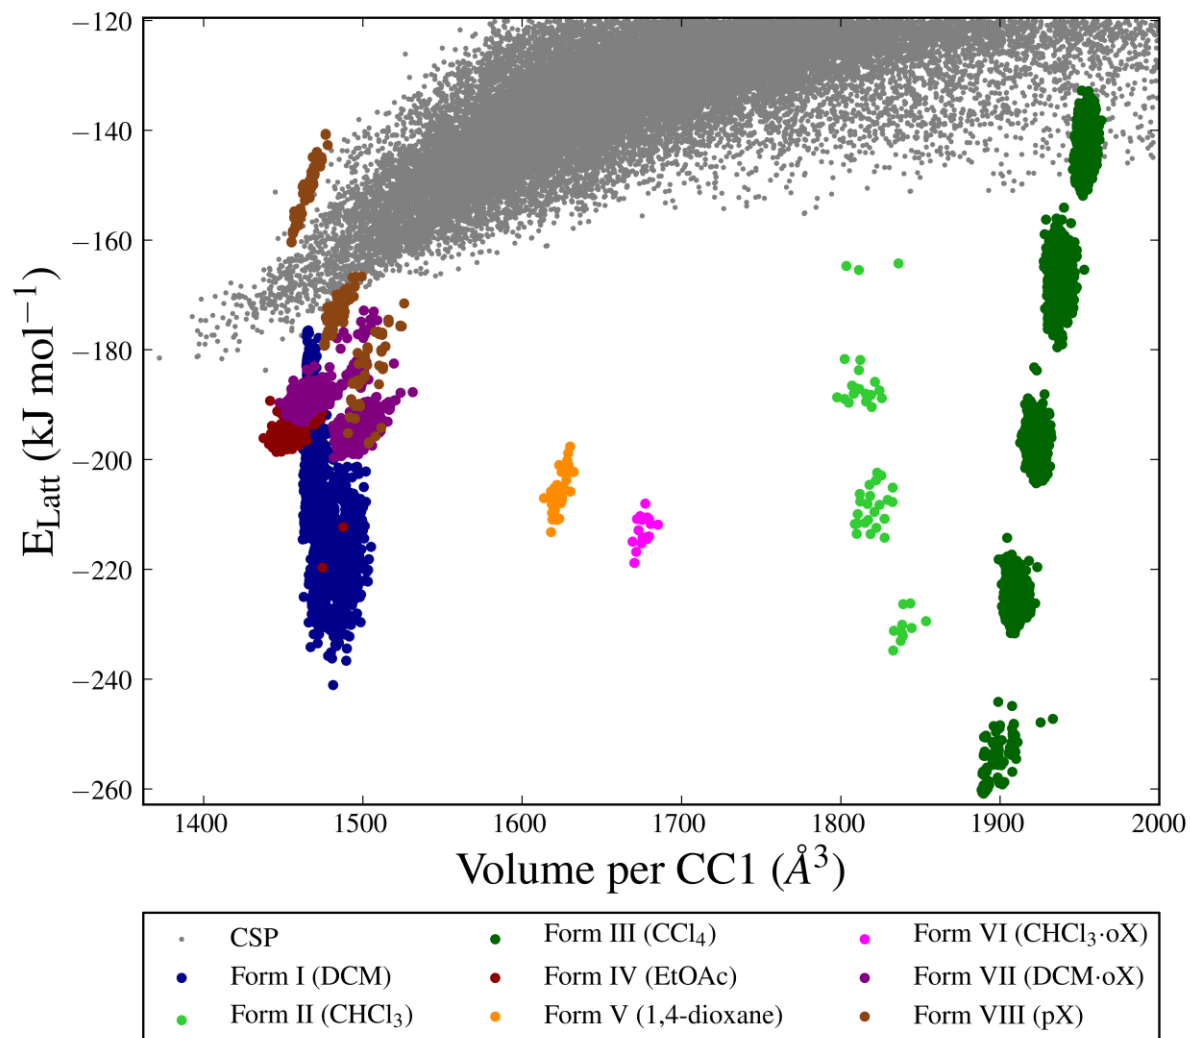 −120
−140
−160
−180
−200
−220
−240
−260
E_Latt (kJ mol⁻¹)
1400 1500 1600 1700 1800 1900 2000
Volume per CC1 (Å³)
CSP Form III (CCl₄) Form VI (CHCl₃·oX)
Form I (DCM) Form IV (EtOAc) Form VII (DCM·oX)
Form II (CHCl₃) Form V (1,4-dioxane) Form VIII (pX)